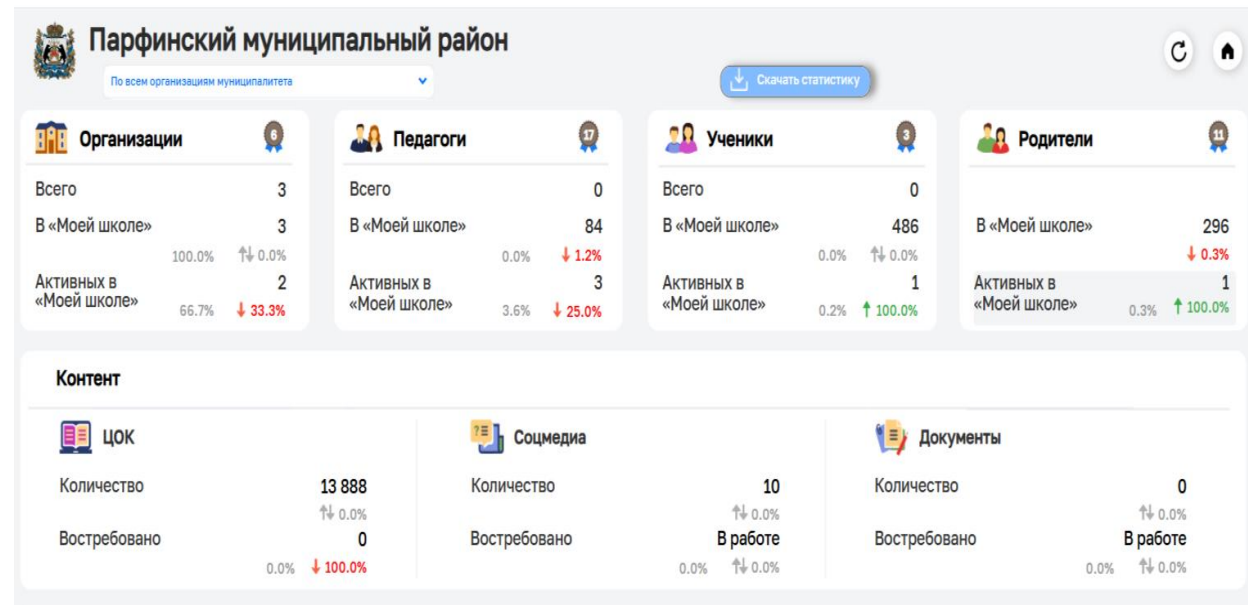 Парфинский муниципальный район
По всем организациям муниципалитета
Скачать статистику
Организации 6
Всего 3
В «Моей школе» 3
100.0% 0.0%
Активных в «Моей школе» 2
66.7% 33.3%
Педагоги 17
Всего 0
В «Моей школе» 84
0.0% 1.2%
Активных в «Моей школе» 3
3.6% 25.0%
Ученики 3
Всего 0
В «Моей школе» 486
0.0% 0.0%
Активных в «Моей школе» 1
0.2% 100.0%
Родители 11
В «Моей школе» 296
0.3%
Активных в «Моей школе» 1
0.3% 100.0%
Контент
ЦОК
Количество 13 888
0.0%
Востребовано 0
0.0% 100.0%
Соцмедиа
Количество 10
0.0%
Востребовано В работе
0.0% 0.0%
Документы
Количество 0
0.0%
Востребовано В работе
0.0% 0.0%